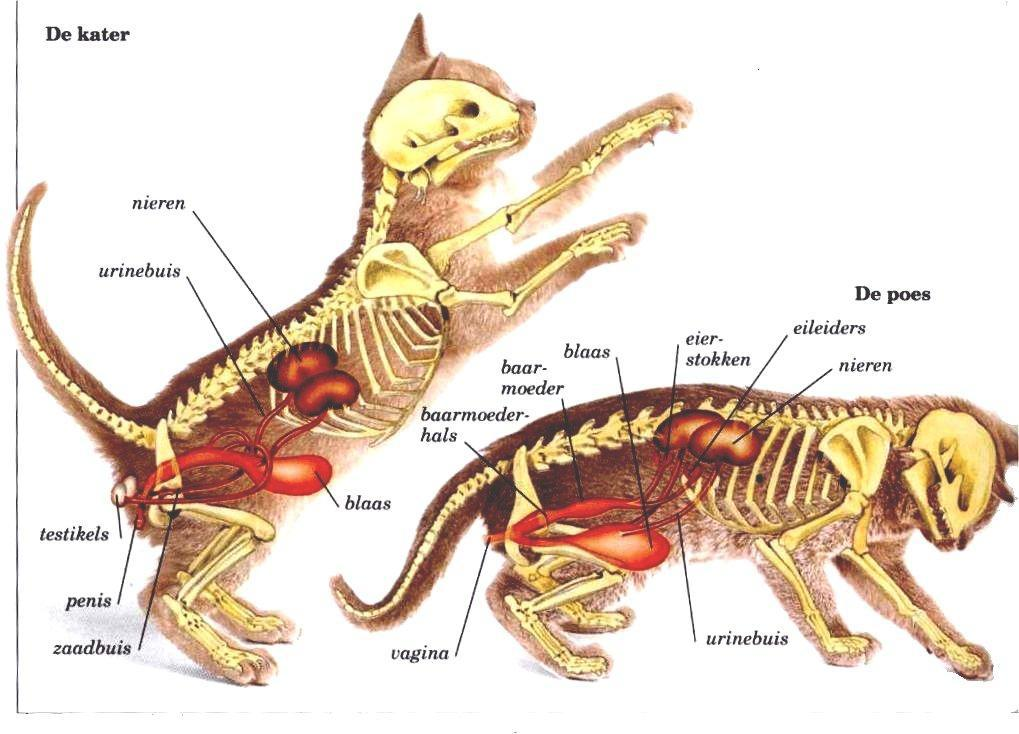 De kater
nieren
urinebuis
blaas
testikels
penis
zaadbuis
De poes
eileiders
eier-
stokken
blaas
nieren
baar-
moeder
baarmoeder-
hals
vagina
urinebuis